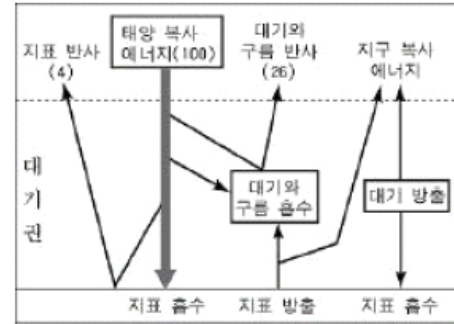 태양 복사
에너지(100)
지표 반사
(4)
대기와
구름 반사
(26)
지구 복사
에너지
대
기
권
대기와
구름 흡수
대기 방출
지표 흡수
지표 방출
지표 흡수